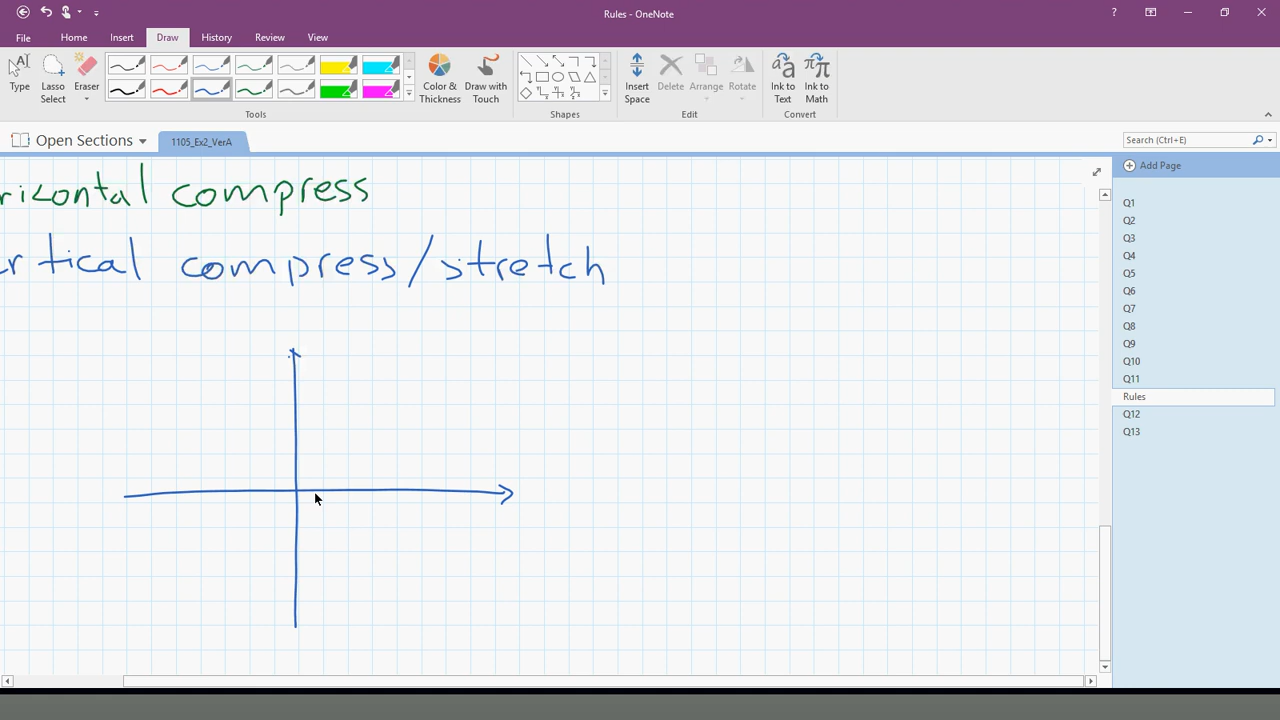 Rules - OneNote
?
File Home Insert Draw History Review View
Type
Lasso Select
Eraser
Color & Thickness
Draw with Touch
Insert Space
Delete
Arrange
Rotate
Ink to Text
Ink to Math
Tools Shapes Edit Convert
Open Sections 1105_Ex2_VerA
Search (Ctrl+E)
Add Page
rizontal compress
rtical compress/stretch
Q1
Q2
Q3
Q4
Q5
Q6
Q7
Q8
Q9
Q10
Q11
Rules
Q12
Q13